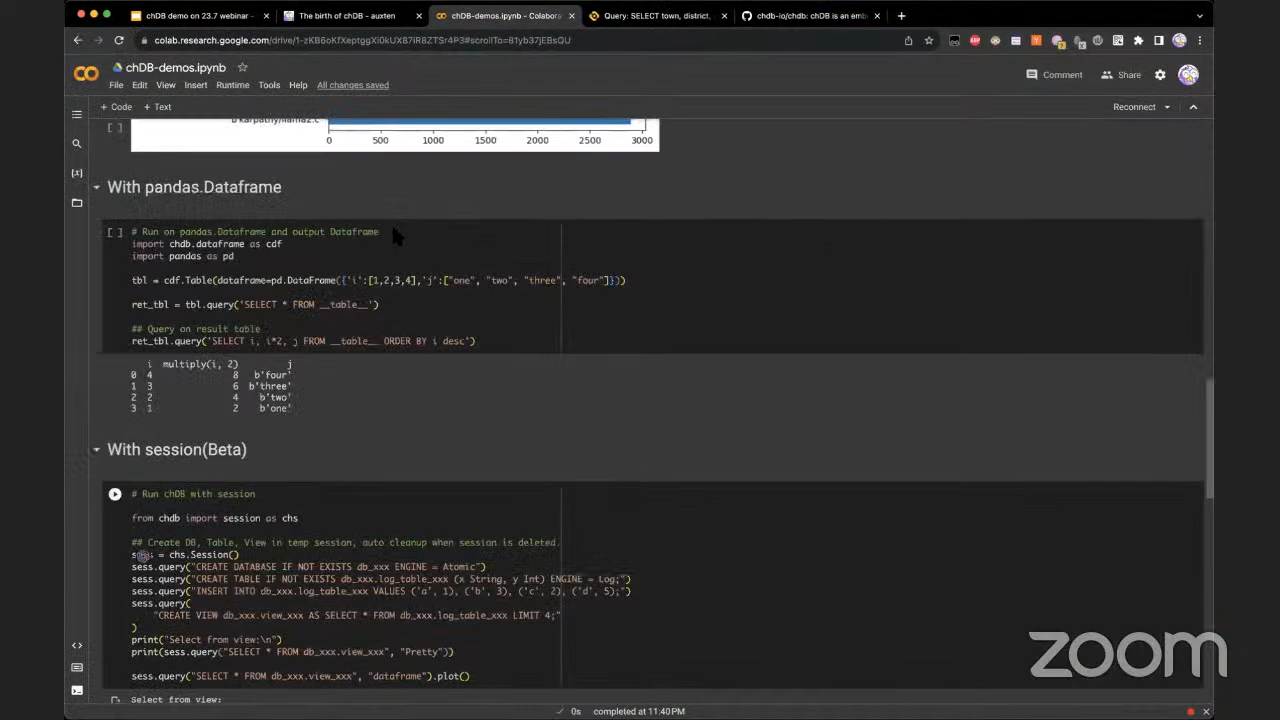 chDB demo on 23.7 webinar -
The birth of chDB - auxten
chDB-demos.ipynb - Colabora
Query: SELECT town, district,
chdb-io/chdb: chDB is an emb
colab.research.google.com/drive/1-zKB6oKfXeptggXi0kUX87iR8ZTSr4P3#scrollTo=81yb37jEBsQU
chDB-demos.ipynb
File Edit View Insert Runtime Tools Help All changes saved
Comment Share
+ Code + Text
Reconnect
[ ]
0 500 1000 1500 2000 2500 3000
With pandas.Dataframe
[ ] # Run on pandas.Dataframe and output Dataframe
import chdb.dataframe as cdf
import pandas as pd
tbl = cdf.Table(dataframe=pd.DataFrame({'i':[1,2,3,4],'j':["one", "two", "three", "four"]}))
ret_tbl = tbl.query('SELECT * FROM __table__')
## Query on result table
ret_tbl.query('SELECT i, i*2, j FROM __table__ ORDER BY i desc')
i multiply(i, 2) j
0 4 8 b'four'
1 3 6 b'three'
2 2 4 b'two'
3 1 2 b'one'
With session(Beta)
# Run chDB with session
from chdb import session as chs
## Create DB, Table, View in temp session, auto cleanup when session is deleted.
sess = chs.Session()
sess.query("CREATE DATABASE IF NOT EXISTS db_xxx ENGINE = Atomic")
sess.query("CREATE TABLE IF NOT EXISTS db_xxx.log_table_xxx (x String, y Int) ENGINE = Log;")
sess.query("INSERT INTO db_xxx.log_table_xxx VALUES ('a', 1), ('b', 3), ('c', 2), ('d', 5);")
sess.query(
"CREATE VIEW db_xxx.view_xxx AS SELECT * FROM db_xxx.log_table_xxx LIMIT 4;"
)
print("Select from view:\n")
print(sess.query("SELECT * FROM db_xxx.view_xxx", "Pretty"))
sess.query("SELECT * FROM db_xxx.view_xxx", "dataframe").plot()
Select from view:
0s completed at 11:40PM
zoom